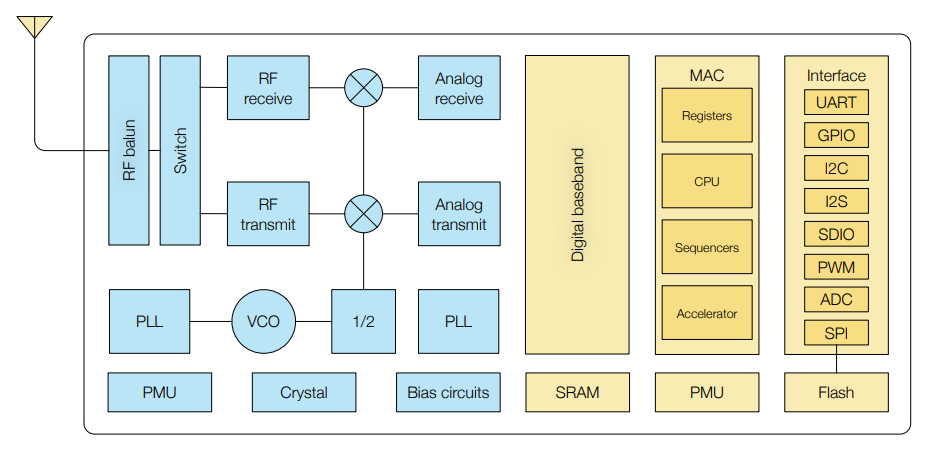 RF balun
Switch
RF
receive
Analog
receive
RF
transmit
Analog
transmit
PLL
VCO
1/2
PLL
PMU
Crystal
Bias circuits
Digital baseband
SRAM
MAC
Registers
CPU
Sequencers
Accelerator
PMU
Interface
UART
GPIO
I2C
I2S
SDIO
PWM
ADC
SPI
Flash